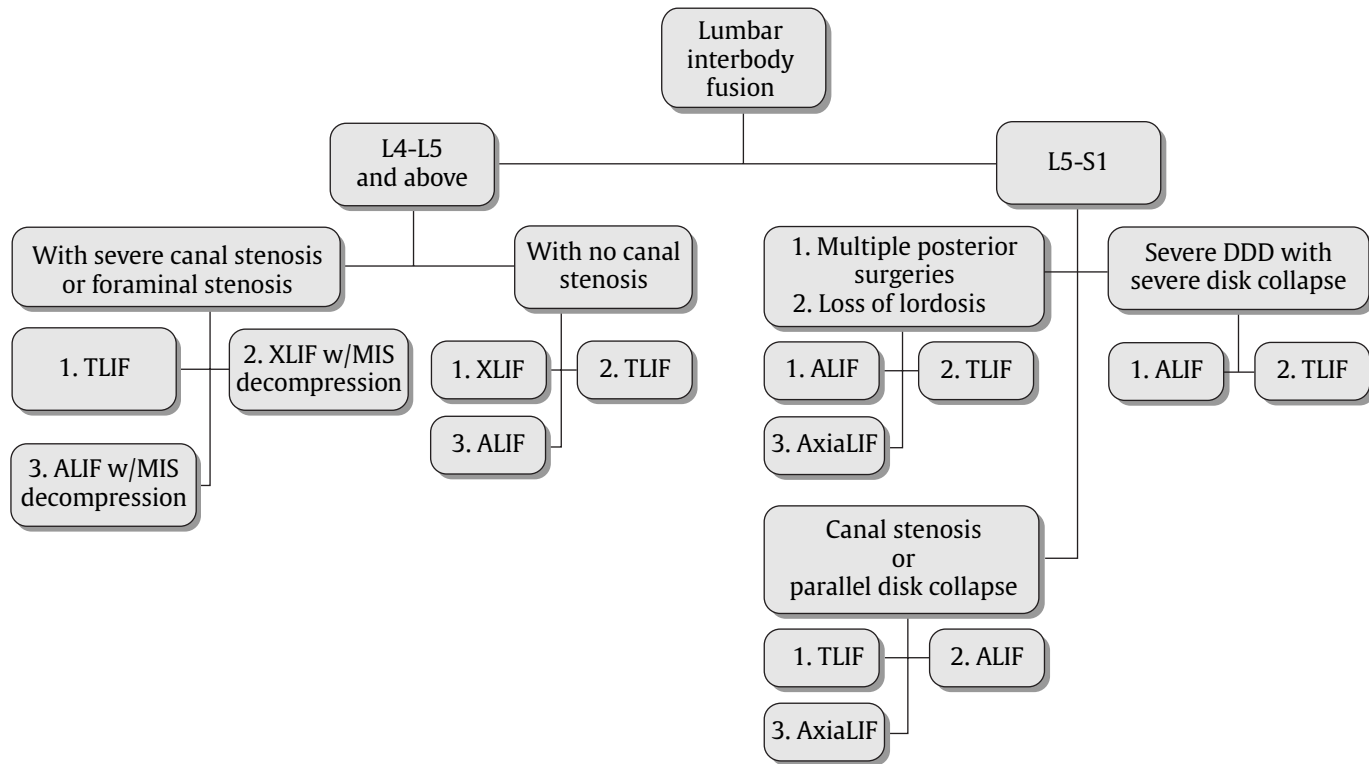 Lumbar
interbody
fusion
L4-L5
and above
L5-S1
With severe canal stenosis
or foraminal stenosis
With no canal
stenosis
1. Multiple posterior
surgeries
2. Loss of lordosis
Severe DDD with
severe disk collapse
1. TLIF
2. XLIF w/MIS
decompression
3. ALIF w/MIS
decompression
1. XLIF
2. TLIF
3. ALIF
1. ALIF
2. TLIF
3. AxiaLIF
1. ALIF
2. TLIF
Canal stenosis
or
parallel disk collapse
1. TLIF
2. ALIF
3. AxiaLIF